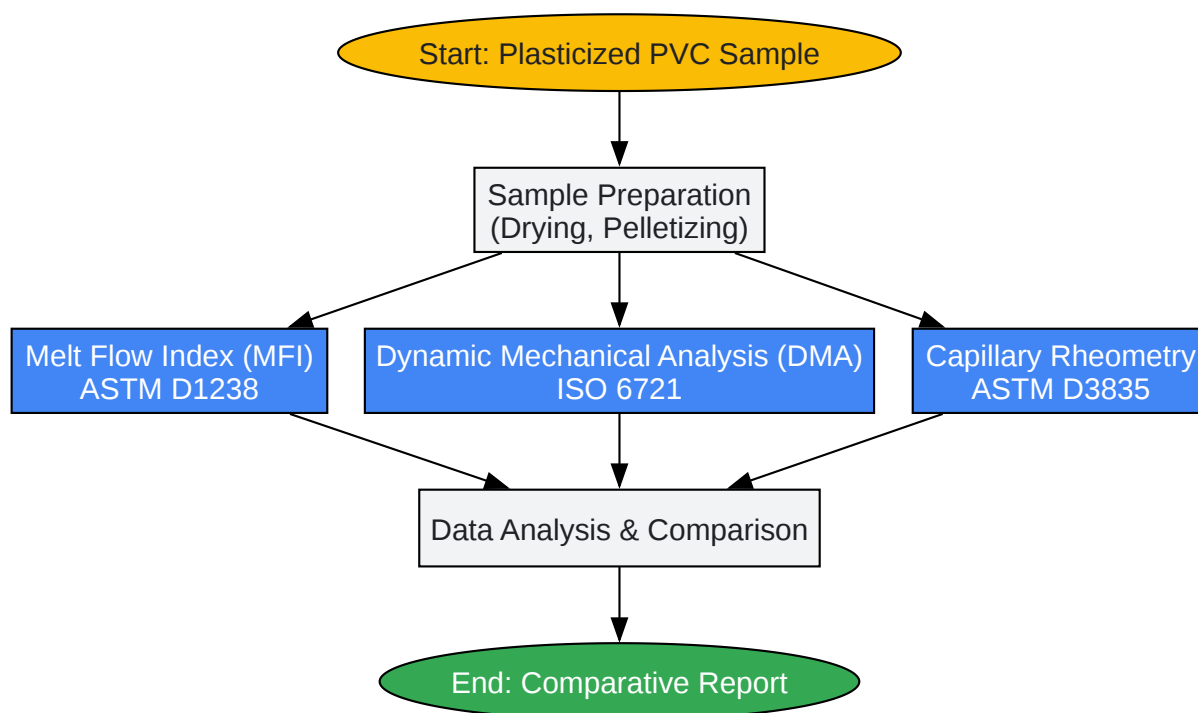 Start: Plasticized PVC Sample
Sample Preparation
(Drying, Pelletizing)
Melt Flow Index (MFI)
ASTM D1238
Dynamic Mechanical Analysis (DMA)
ISO 6721
Capillary Rheometry
ASTM D3835
Data Analysis & Comparison
End: Comparative Report